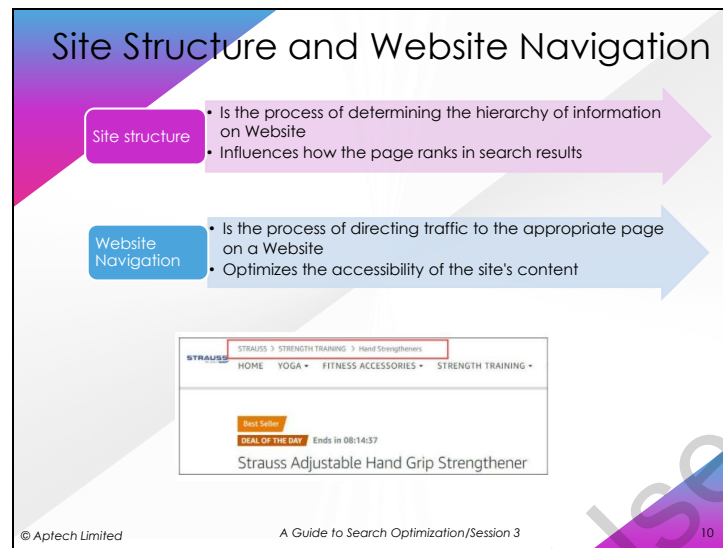 Site Structure and Website Navigation
Site structure
• Is the process of determining the hierarchy of information
on Website
• Influences how the page ranks in search results
Website
Navigation
• Is the process of directing traffic to the appropriate page
on a Website
• Optimizes the accessibility of the site's content
STRAUSS > STRENGTH TRAINING > Hand Strengtheners
STRAUSS
HOME YOGA FITNESS ACCESSORIES STRENGTH TRAINING
Best Seller
DEAL OF THE DAY Ends in 08:14:37
Strauss Adjustable Hand Grip Strengthener
© Aptech Limited
A Guide to Search Optimization/Session 3
10